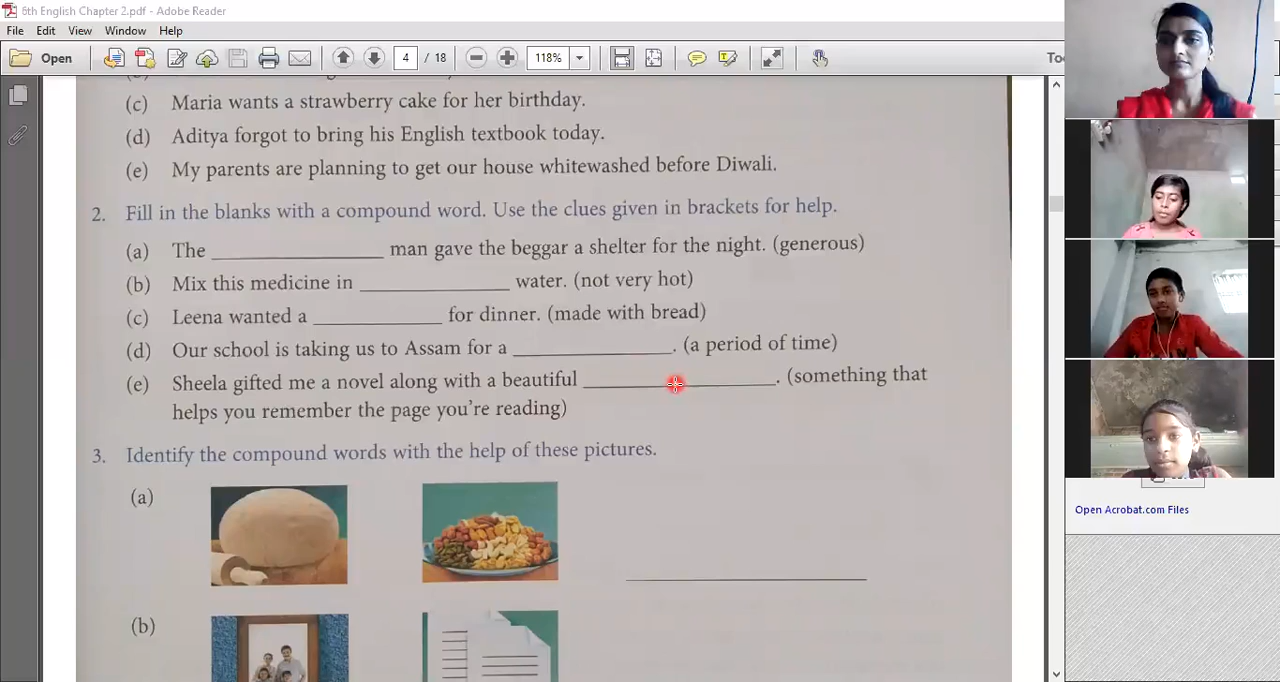 6th English Chapter 2.pdf - Adobe Reader
File Edit View Window Help
Open 4 / 18 118%
(c) Maria wants a strawberry cake for her birthday.
(d) Aditya forgot to bring his English textbook today.
(e) My parents are planning to get our house whitewashed before Diwali.
2. Fill in the blanks with a compound word. Use the clues given in brackets for help.
(a) The ______________ man gave the beggar a shelter for the night. (generous)
(b) Mix this medicine in ______________ water. (not very hot)
(c) Leena wanted a ______________ for dinner. (made with bread)
(d) Our school is taking us to Assam for a ______________. (a period of time)
(e) Sheela gifted me a novel along with a beautiful ______________. (something that
helps you remember the page you're reading)
3. Identify the compound words with the help of these pictures.
(a)
(b)
Open Acrobat.com Files